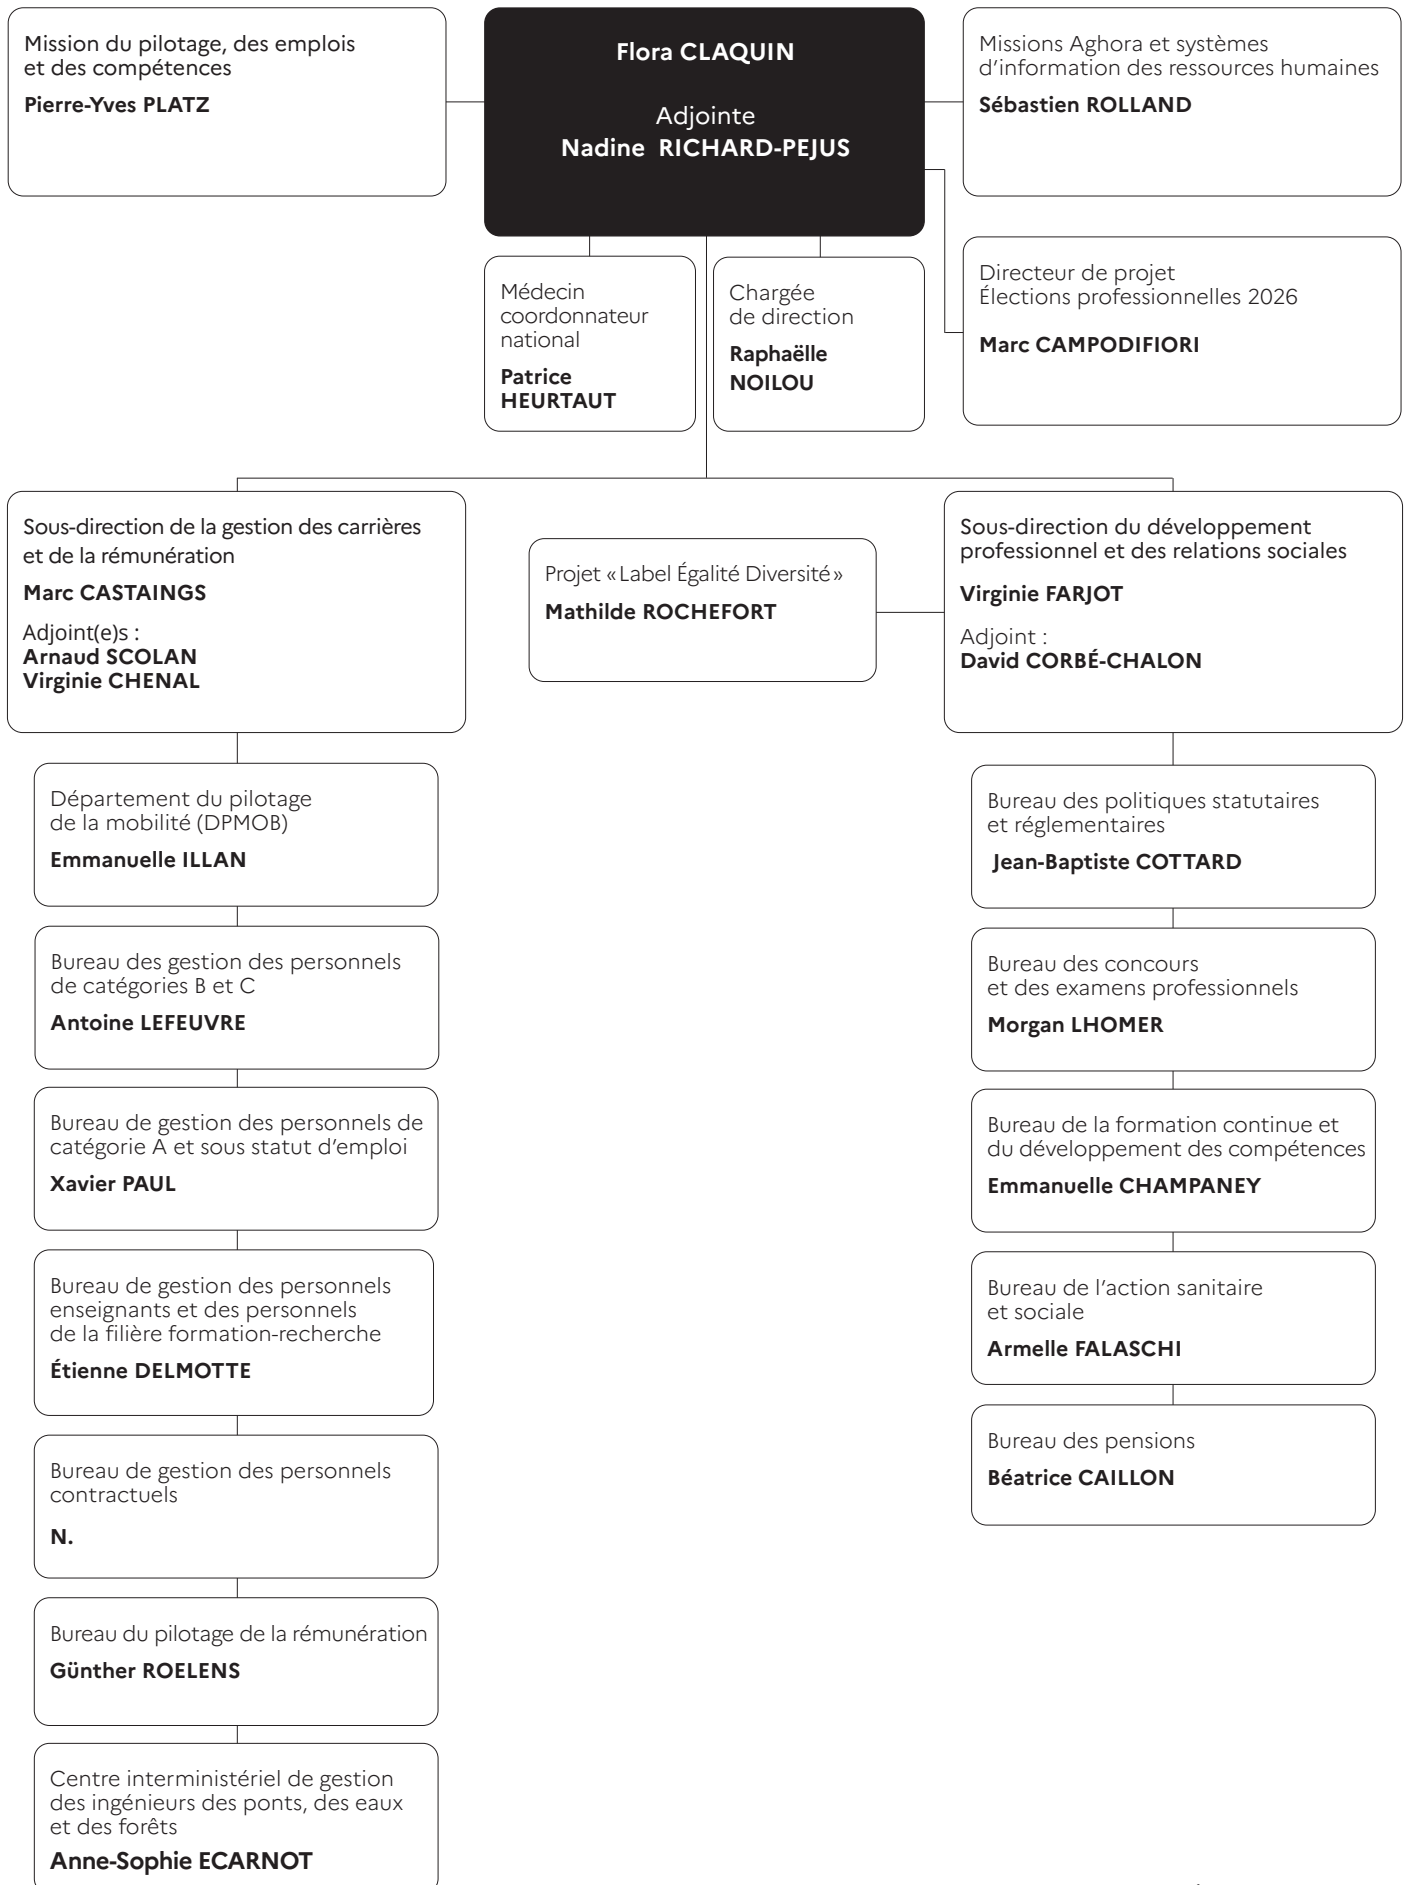 Mission du pilotage, des emplois
et des compétences
Pierre-Yves PLATZ
Flora CLAQUIN
Adjointe
Nadine RICHARD-PEJUS
Missions Aghora et systèmes
d'information des ressources humaines
Sébastien ROLLAND
Médecin
coordonnateur
national
Patrice
HEURTAUT
Chargée
de direction
Raphaëlle
NOILOU
Directeur de projet
Élections professionnelles 2026
Marc CAMPODIFIORI
Sous-direction de la gestion des carrières
et de la rémunération
Marc CASTAINGS
Adjoint(e)s :
Arnaud SCOLAN
Virginie CHENAL
Projet «Label Égalité Diversité»
Mathilde ROCHEFORT
Sous-direction du développement
professionnel et des relations sociales
Virginie FARJOT
Adjoint :
David CORBÉ-CHALON
Département du pilotage
de la mobilité (DPMOB)
Emmanuelle ILLAN
Bureau des gestion des personnels
de catégories B et C
Antoine LEFEUVRE
Bureau de gestion des personnels de
catégorie A et sous statut d'emploi
Xavier PAUL
Bureau de gestion des personnels
enseignants et des personnels
de la filière formation-recherche
Étienne DELMOTTE
Bureau de gestion des personnels
contractuels
N.
Bureau du pilotage de la rémunération
Günther ROELENS
Centre interministériel de gestion
des ingénieurs des ponts, des eaux
et des forêts
Anne-Sophie ECARNOT
Bureau des politiques statutaires
et réglementaires
Jean-Baptiste COTTARD
Bureau des concours
et des examens professionnels
Morgan LHOMER
Bureau de la formation continue et
du développement des compétences
Emmanuelle CHAMPANEY
Bureau de l'action sanitaire
et sociale
Armelle FALASCHI
Bureau des pensions
Béatrice CAILLON